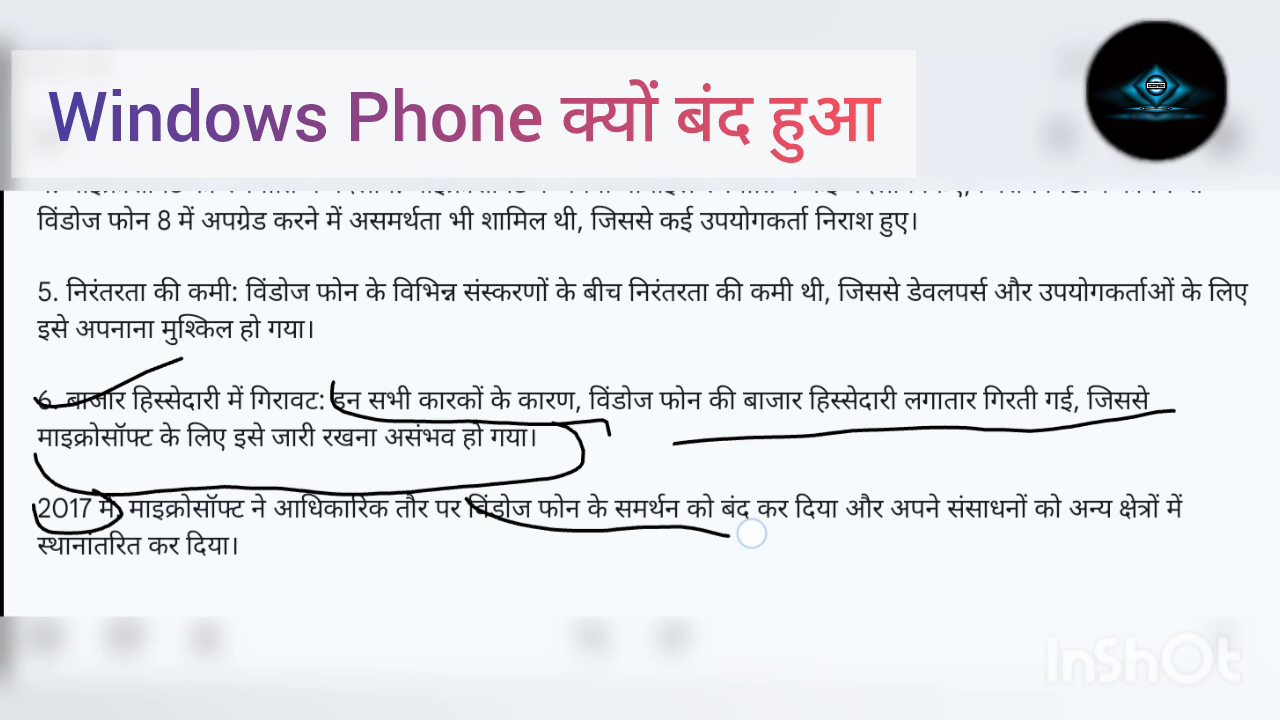 Windows Phone क्यों बंद हुआ
विंडोज फोन 8 में अपग्रेड करने में असमर्थता भी शामिल थी, जिससे कई उपयोगकर्ता निराश हुए।
5. निरंतरता की कमी: विंडोज फोन के विभिन्न संस्करणों के बीच निरंतरता की कमी थी, जिससे डेवलपर्स और उपयोगकर्ताओं के लिए
इसे अपनाना मुश्किल हो गया।
6. बाजार हिस्सेदारी में गिरावट: इन सभी कारकों के कारण, विंडोज फोन की बाजार हिस्सेदारी लगातार गिरती गई, जिससे
माइक्रोसॉफ्ट के लिए इसे जारी रखना असंभव हो गया।
2017 में, माइक्रोसॉफ्ट ने आधिकारिक तौर पर विंडोज फोन के समर्थन को बंद कर दिया और अपने संसाधनों को अन्य क्षेत्रों में
स्थानांतरित कर दिया।
InShOt